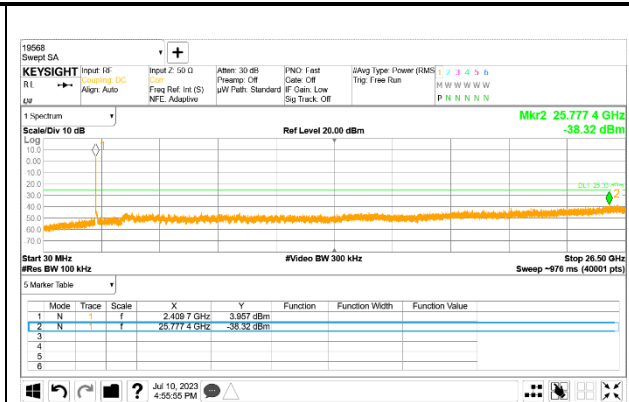 19568
Swept SA
KEYSIGHT
R L
Input: RF
Coupling: DC
Align: Auto
Input Z: 50 Ω
Corr
Freq Ref: Int (S)
NFE: Adaptive
Atten: 30 dB
Preamp: Off
µW Path: Standard
PNO: Fast
Gate: Off
IF Gain: Low
Sig Track: Off
#Avg Type: Power (RMS
Trig: Free Run
1 2 3 4 5 6
M W W W W W
P N N N N N
1 Spectrum
Scale/Div 10 dB
Ref Level 20.00 dBm
Mkr2 25.777 4 GHz
-38.32 dBm
Log
10.0
0.00
10.0
20.0
30.0
40.0
50.0
60.0
-70.0
1
2
Start 30 MHz
#Res BW 100 kHz
#Video BW 300 kHz
Stop 26.50 GHz
Sweep ~976 ms (40001 pts)
5 Marker Table
Mode Trace Scale X Y Function Function Width Function Value
1 N 1 f 2.409 7 GHz 3.957 dBm
2 N 1 f 25.777 4 GHz -38.32 dBm
3
4
5
6
Jul 10, 2023
4:55:55 PM